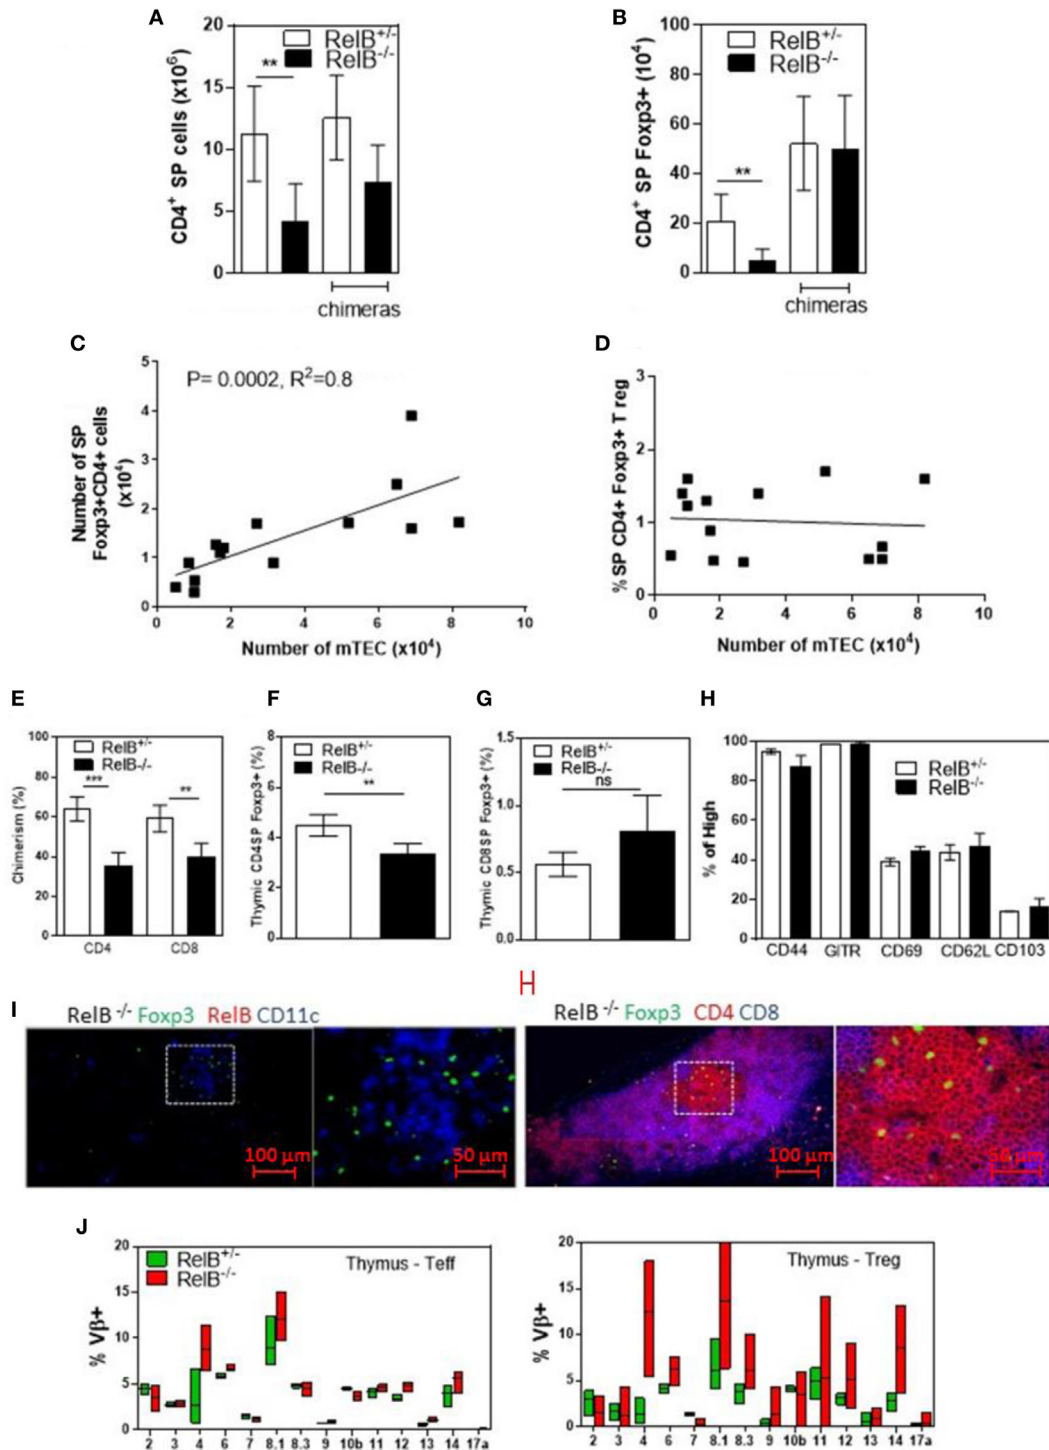 A
20
15
10
5
0
CD4⁺ SP cells (x10⁶)
RelB⁺/⁻
RelB⁻/⁻
**
chimeras
B
100
80
60
40
20
0
CD4⁺ SP Foxp3+ (10⁴)
RelB⁺/⁻
RelB⁻/⁻
**
chimeras
C
P= 0.0002, R²=0.8
Number of SP
Foxp3+CD4+ cells
(x10⁴)
5
4
3
2
1
0
0 2 4 6 8 10
Number of mTEC (x10⁴)
D
% SP CD4+ Foxp3+ T reg
3
2
1
0
0 2 4 6 8 10
Number of mTEC (x10⁴)
E
Chimerism (%)
100
80
60
40
20
0
RelB⁺/⁻
RelB-/-
*** **
CD4 CD8
F
Thymic CD4SP Foxp3+ (%)
8
6
4
2
0
RelB⁺/⁻
RelB-/-
**
G
Thymic CD8SP Foxp3+ (%)
1.5
1.0
0.5
0.0
RelB⁺/⁻
RelB-/-
ns
H
% of High
100
80
60
40
20
0
RelB⁺/⁻
RelB⁻/⁻
CD44 GITR CD69 CD62L CD103
I
RelB ⁻/⁻ Foxp3 RelB CD11c
100 µm
50 µm
H
RelB ⁻/⁻ Foxp3 CD4 CD8
100 µm
50 µm
J
% Vβ+
20
15
10
5
0
RelB⁺/⁻
RelB⁻/⁻
Thymus - Teff
2 3 4 6 7 8.1 8.3 9 10b 11 12 13 14 17a
% Vβ+
20
15
10
5
0
Thymus - Treg
2 3 4 6 7 8.1 8.3 9 10b 11 12 13 14 17a